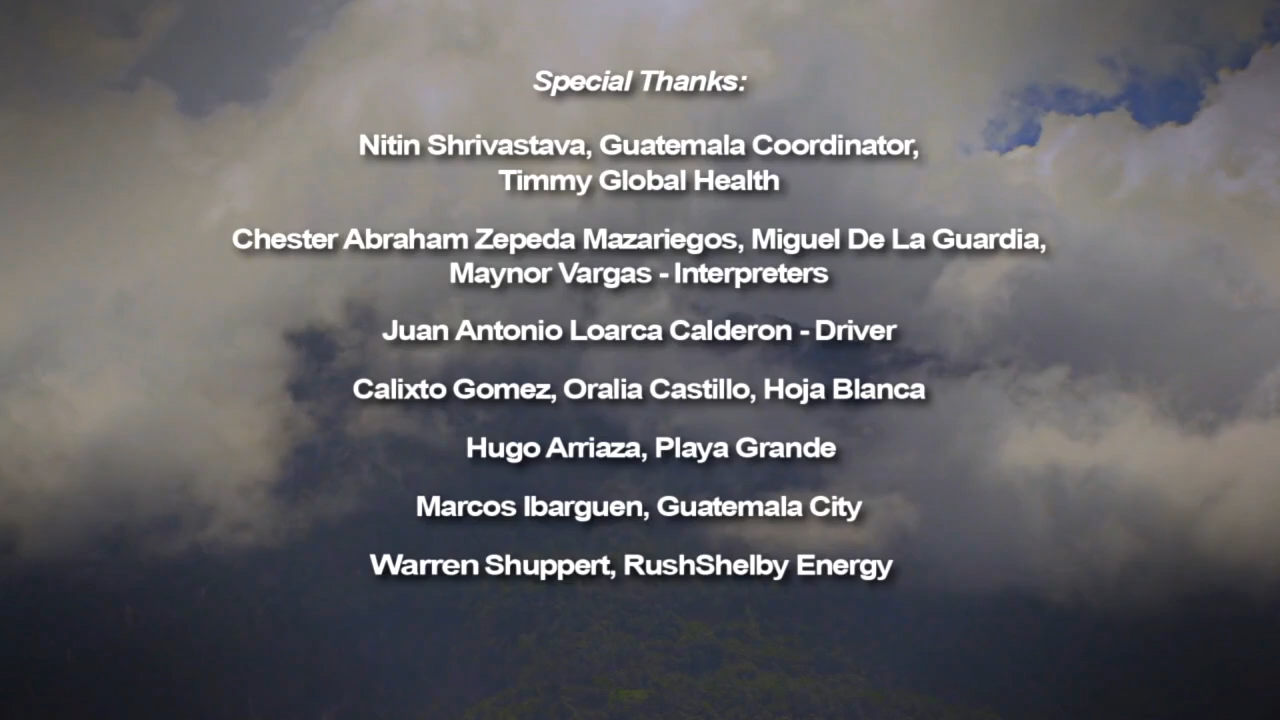 Special Thanks:
Nitin Shrivastava, Guatemala Coordinator,
Timmy Global Health
Chester Abraham Zepeda Mazariegos, Miguel De La Guardia,
Maynor Vargas - Interpreters
Juan Antonio Loarca Calderon - Driver
Calixto Gomez, Oralia Castillo, Hoja Blanca
Hugo Arriaza, Playa Grande
Marcos Ibarguen, Guatemala City
Warren Shuppert, RushShelby Energy